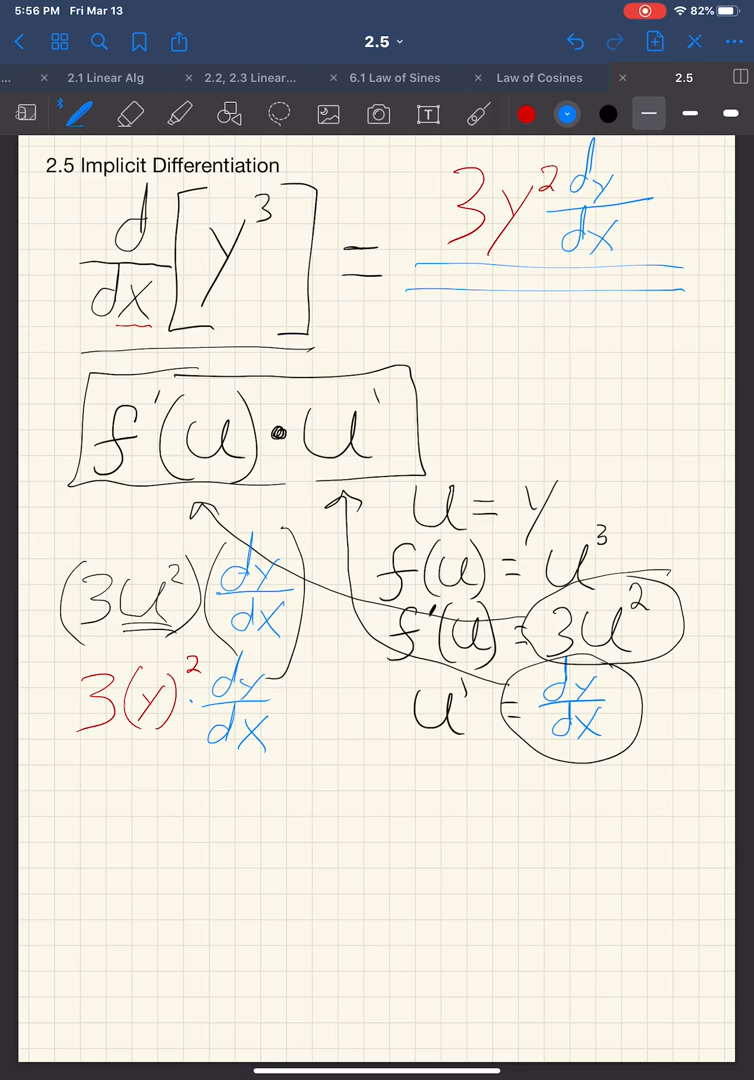 5:56 PM Fri Mar 13 82%
2.5
... 2.1 Linear Alg 2.2, 2.3 Linear... 6.1 Law of Sines Law of Cosines 2.5
T
2.5 Implicit Differentiation
d/dx [y³] = 3y² dy/dx
f'(u) • u'
u = y
f(u) = u³
(3u²)(dy/dx) f'(u) = 3u²
3(y)² · dy/dx u' = dy/dx